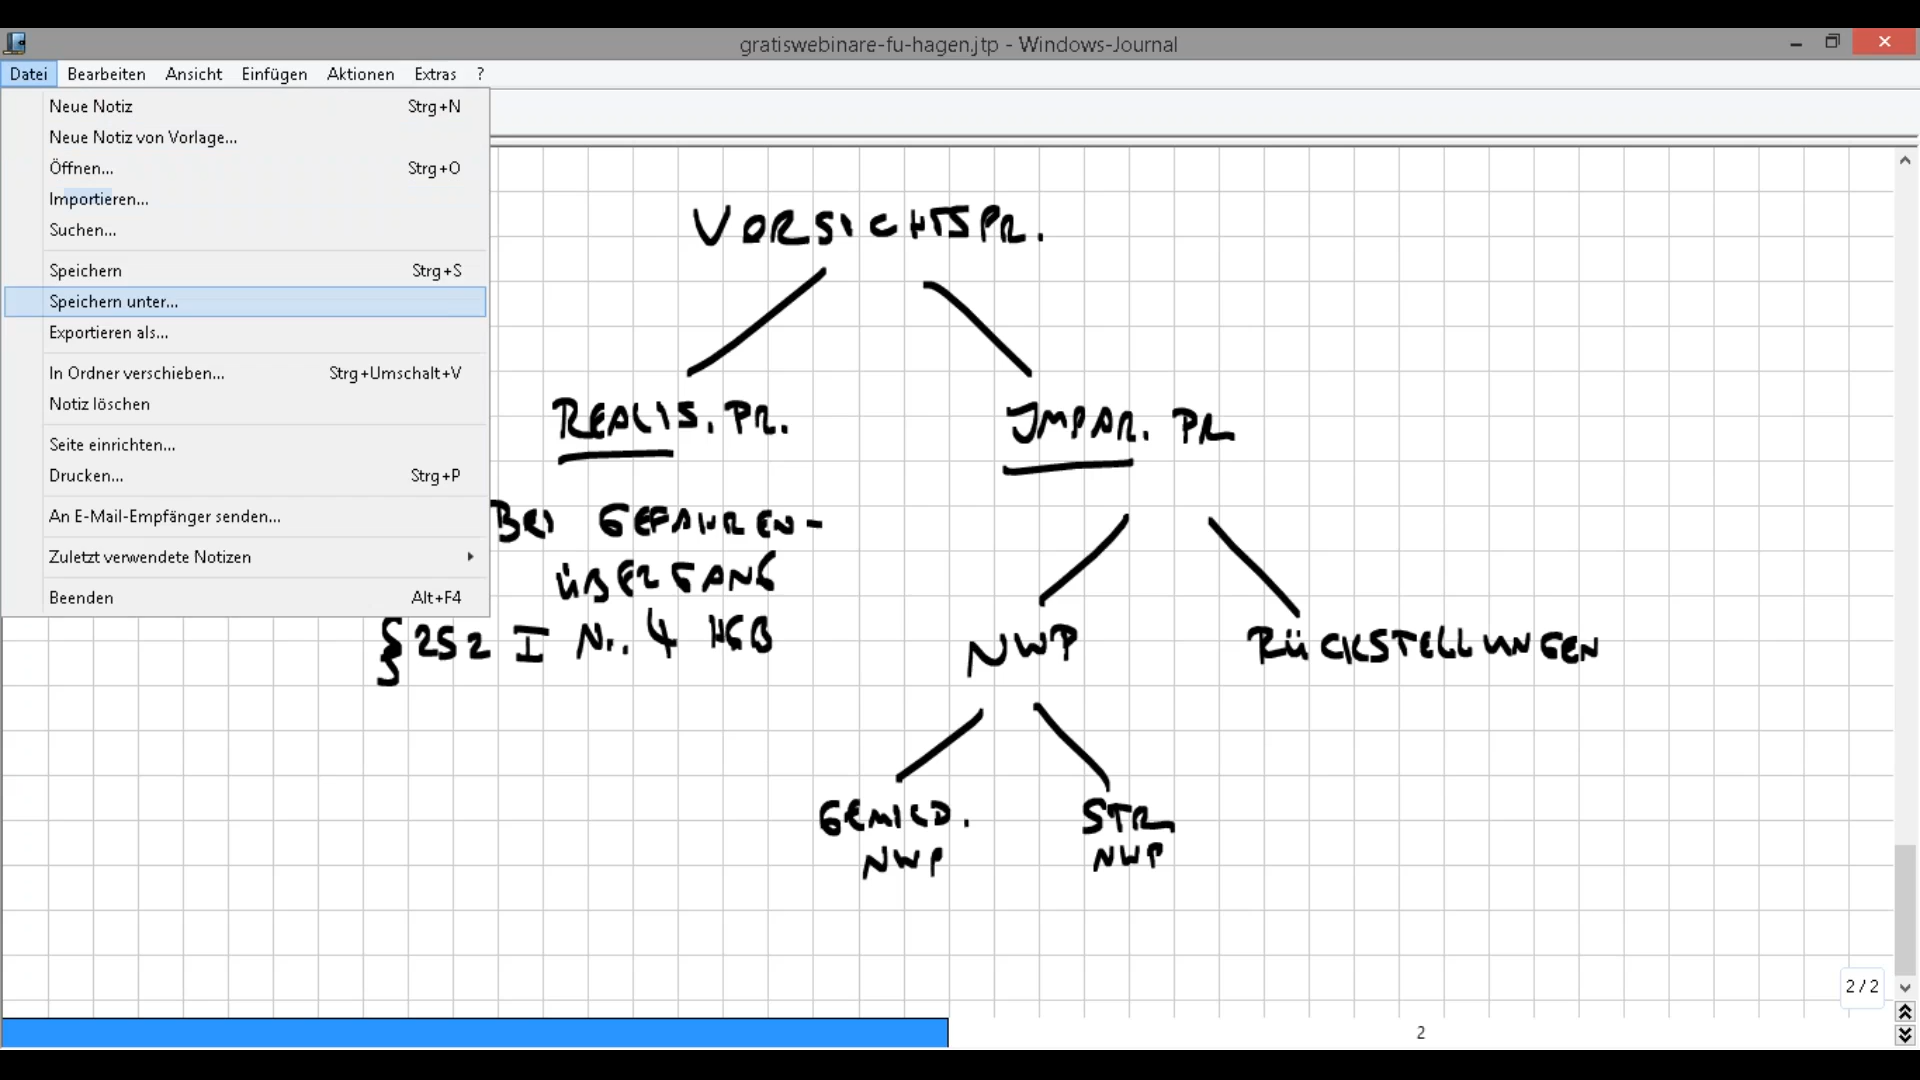 gratiswebinare-fu-hagen.jtp - Windows-Journal
Datei Bearbeiten Ansicht Einfügen Aktionen Extras ?
Neue Notiz Strg+N
Neue Notiz von Vorlage...
Öffnen... Strg+O
Importieren...
Suchen...
Speichern Strg+S
Speichern unter...
Exportieren als...
In Ordner verschieben... Strg+Umschalt+V
Notiz löschen
Seite einrichten...
Drucken... Strg+P
An E-Mail-Empfänger senden...
Zuletzt verwendete Notizen
Beenden Alt+F4
VORSICHTSPR.
REALIS. PR. IMPAR. PR
BEI GEFAHREN-
ÜBERGANG
§ 252 I Nr. 4 HGB
NWP RÜCKSTELLUNGEN
GEMILD. STR
NWP NWP
2 / 2
2